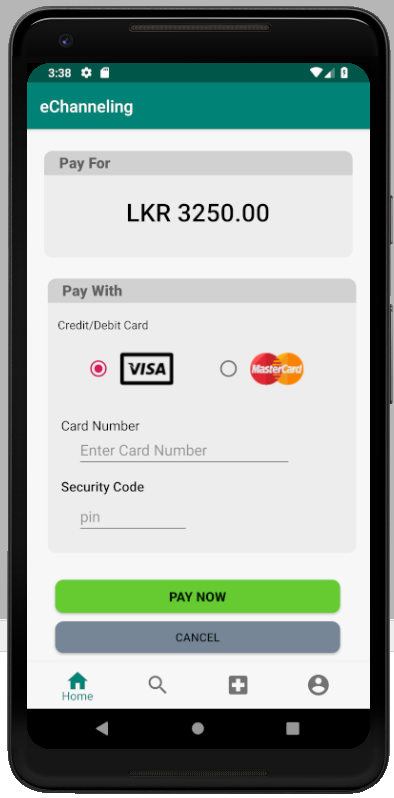 3:38
eChanneling
Pay For
LKR 3250.00
Pay With
Credit/Debit Card
VISA
MasterCard
Card Number
Enter Card Number
Security Code
pin
PAY NOW
CANCEL
Home